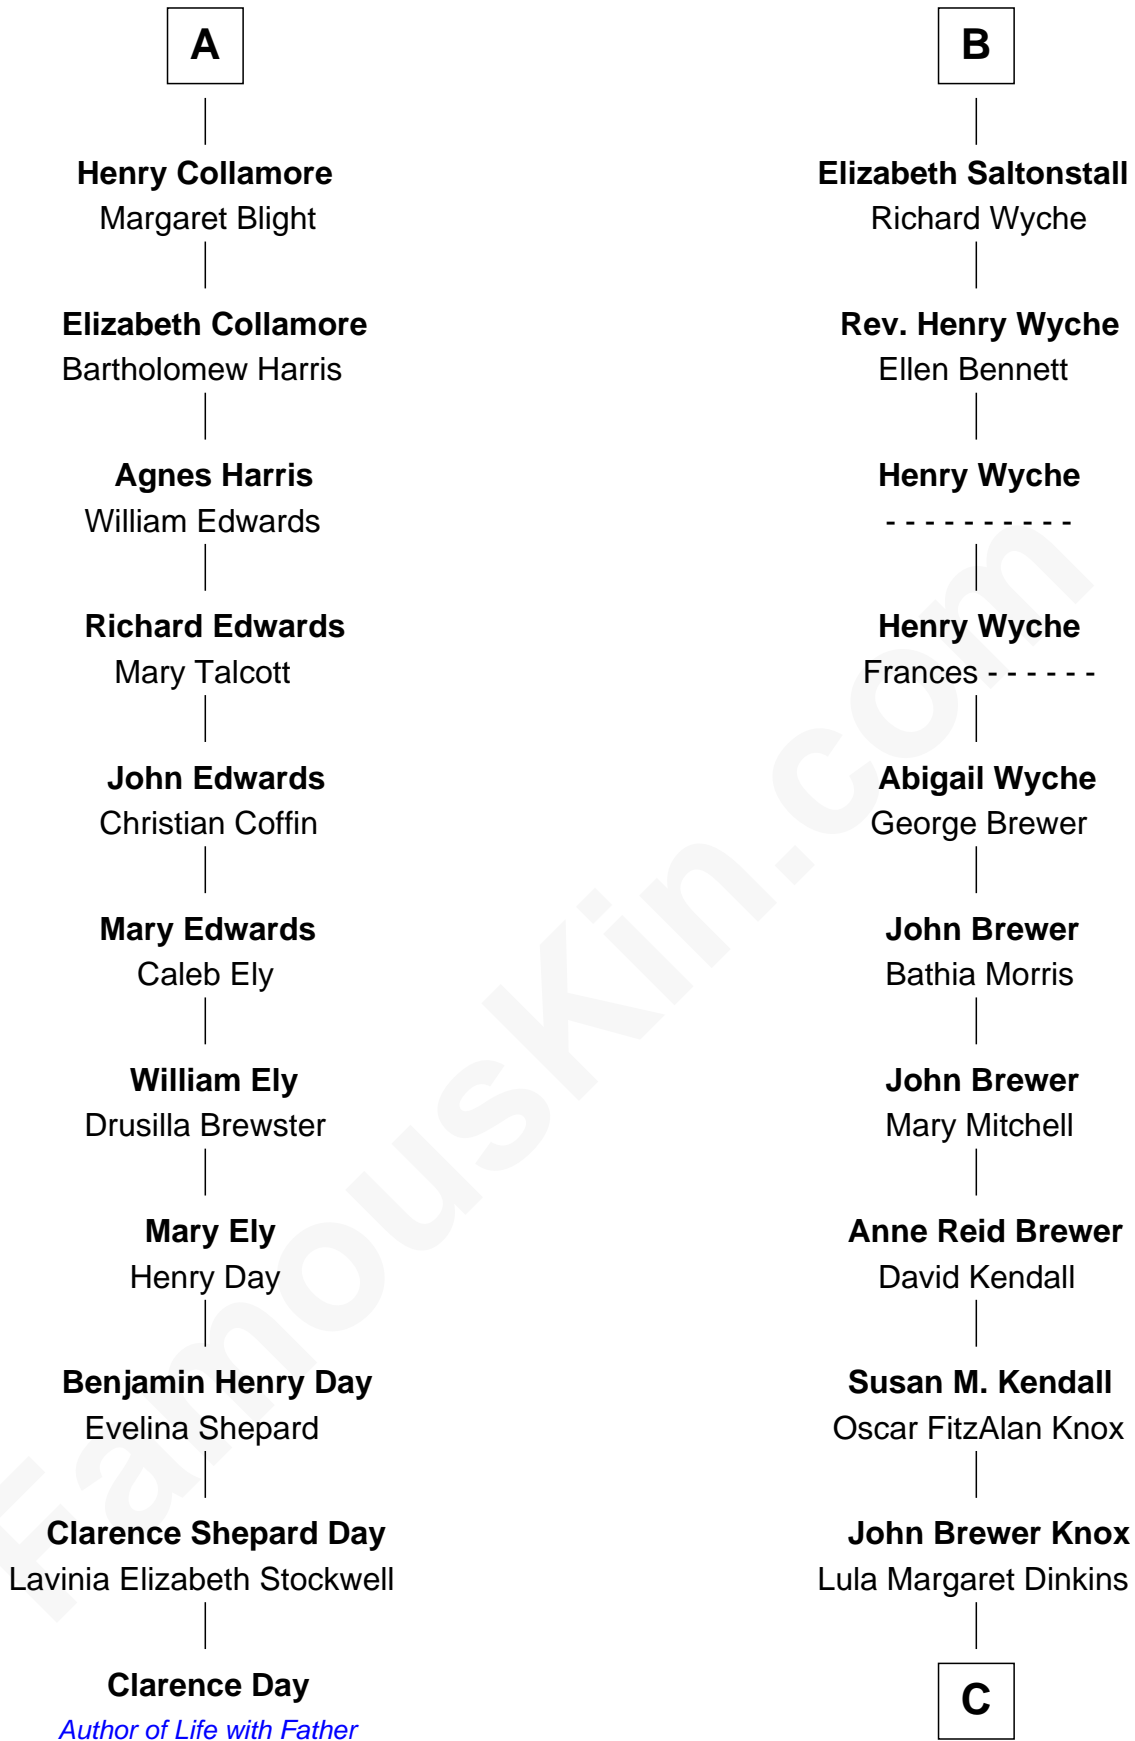 A
Henry Collamore
Margaret Blight
Elizabeth Collamore
Bartholomew Harris
Agnes Harris
William Edwards
Richard Edwards
Mary Talcott
John Edwards
Christian Coffin
Mary Edwards
Caleb Ely
William Ely
Drusilla Brewster
Mary Ely
Henry Day
Benjamin Henry Day
Evelina Shepard
Clarence Shepard Day
Lavinia Elizabeth Stockwell
Clarence Day
Author of Life with Father
B
Elizabeth Saltonstall
Richard Wyche
Rev. Henry Wyche
Ellen Bennett
Henry Wyche
- - - - - - - - - -
Henry Wyche
Frances - - - - - -
Abigail Wyche
George Brewer
John Brewer
Bathia Morris
John Brewer
Mary Mitchell
Anne Reid Brewer
David Kendall
Susan M. Kendall
Oscar FitzAlan Knox
John Brewer Knox
Lula Margaret Dinkins
C
FamousKin.com